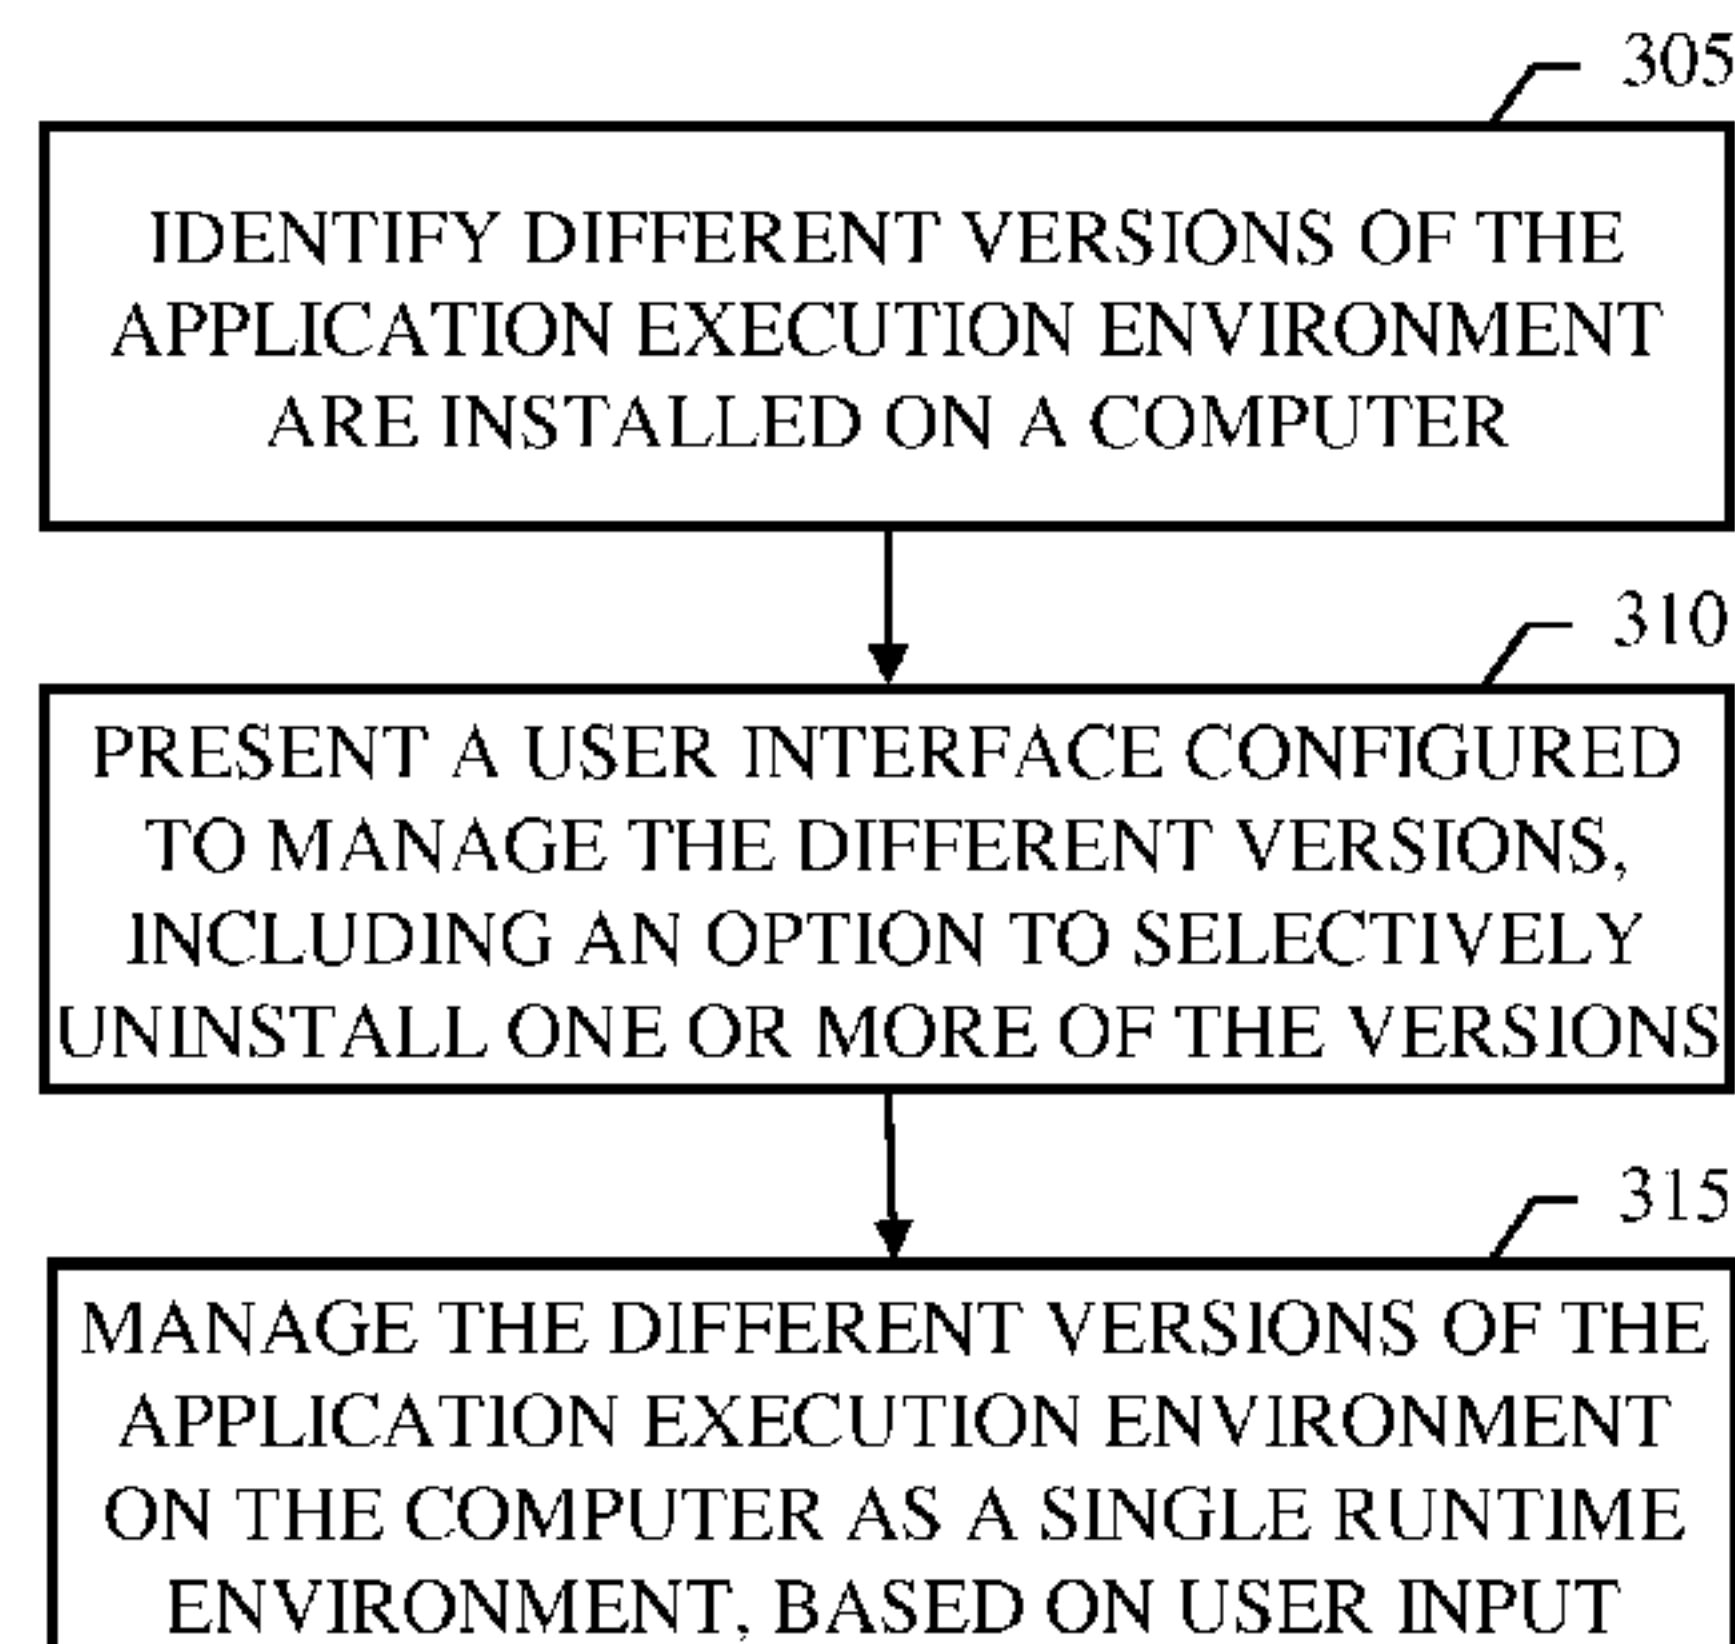 305
IDENTIFY DIFFERENT VERSIONS OF THE
APPLICATION EXECUTION ENVIRONMENT
ARE INSTALLED ON A COMPUTER
310
PRESENT A USER INTERFACE CONFIGURED
TO MANAGE THE DIFFERENT VERSIONS,
INCLUDING AN OPTION TO SELECTIVELY
UNINSTALL ONE OR MORE OF THE VERSIONS
315
MANAGE THE DIFFERENT VERSIONS OF THE
APPLICATION EXECUTION ENVIRONMENT
ON THE COMPUTER AS A SINGLE RUNTIME
ENVIRONMENT, BASED ON USER INPUT